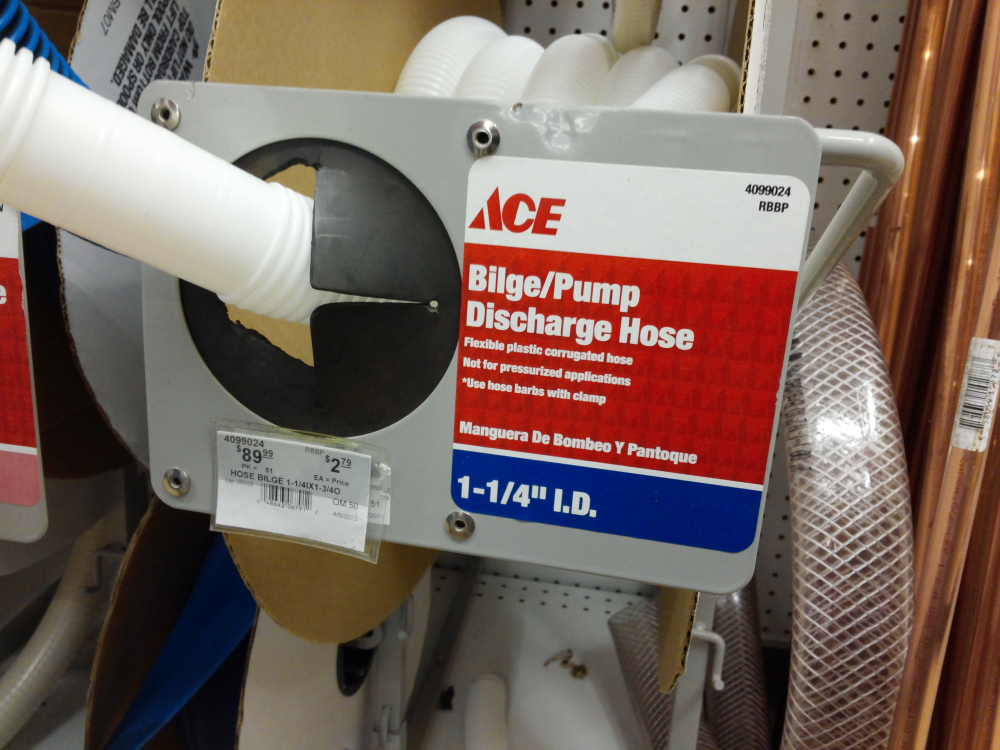 4099024
RBBP
ACE
Bilge/Pump
Discharge Hose
Flexible plastic corrugated hose
Not for pressurized applications
*Use hose barbs with clamp
Manguera De Bombeo Y Pantoque
1-1/4" I.D.
4099024
RBBP
$89.99
$2.79
PK = 51
EA = Price
HOSE BILGE 1-1/4IX1-3/4O
OM 50
51